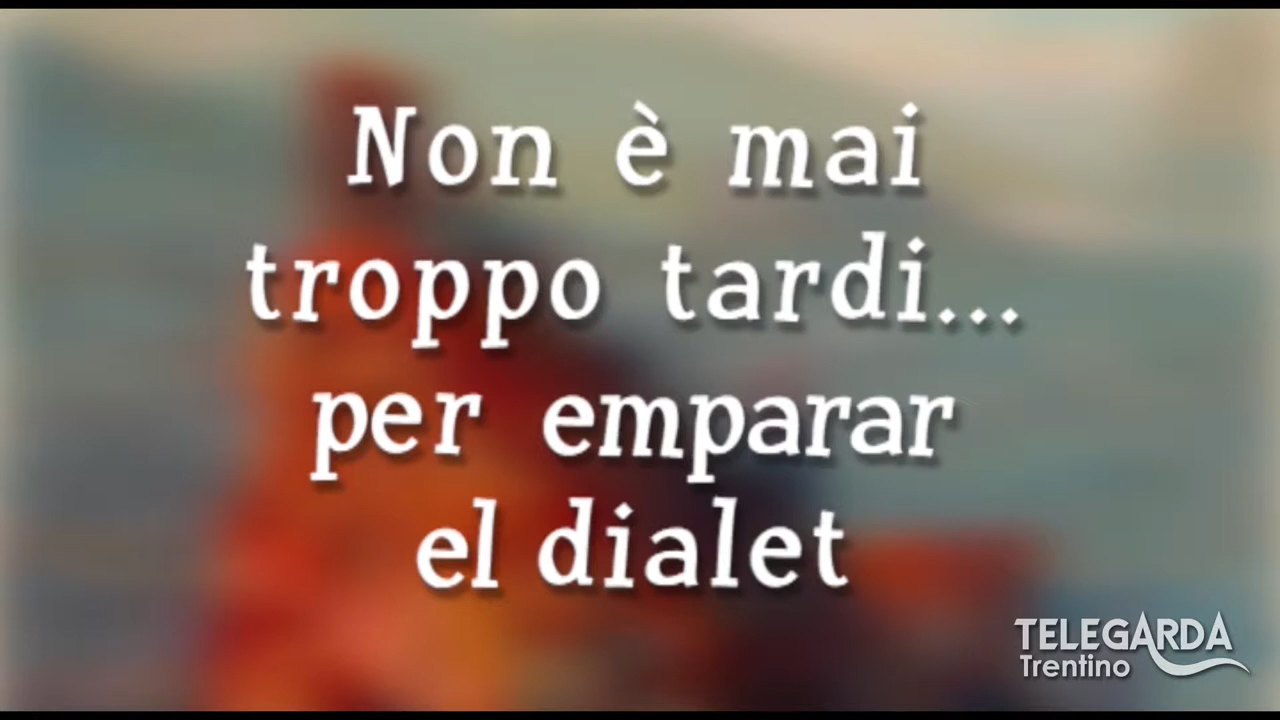 Non è mai
troppo tardi...
per emparar
el dialet
TELEGARDA
Trentino